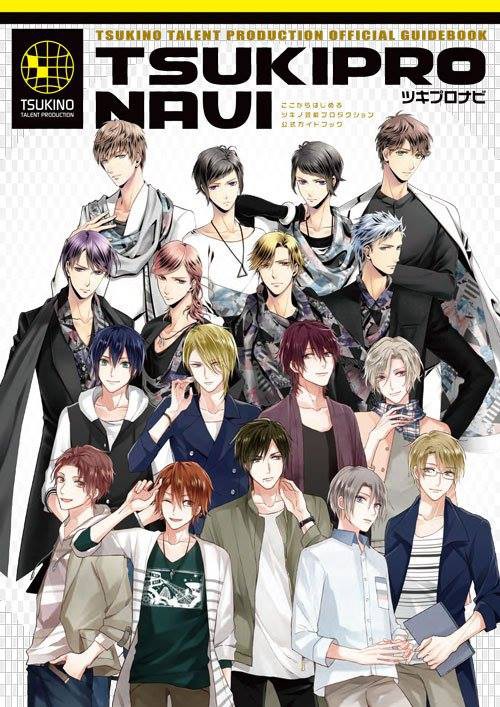 TSUKINO TALENT PRODUCTION OFFICIAL GUIDEBOOK
TSUKINO
TALENT PRODUCTION
TSUKIPRO
NAVI
ツキプロナビ
ここからはじめる
ツキノ芸能プロダクション
公式ガイドブック